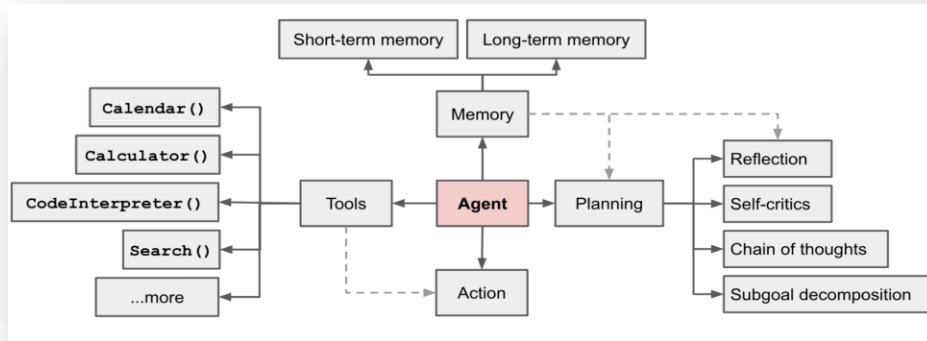 Short-term memory
Long-term memory
Memory
Calendar()
Calculator()
CodeInterpreter()
Search()
...more
Tools
Agent
Planning
Action
Reflection
Self-critics
Chain of thoughts
Subgoal decomposition